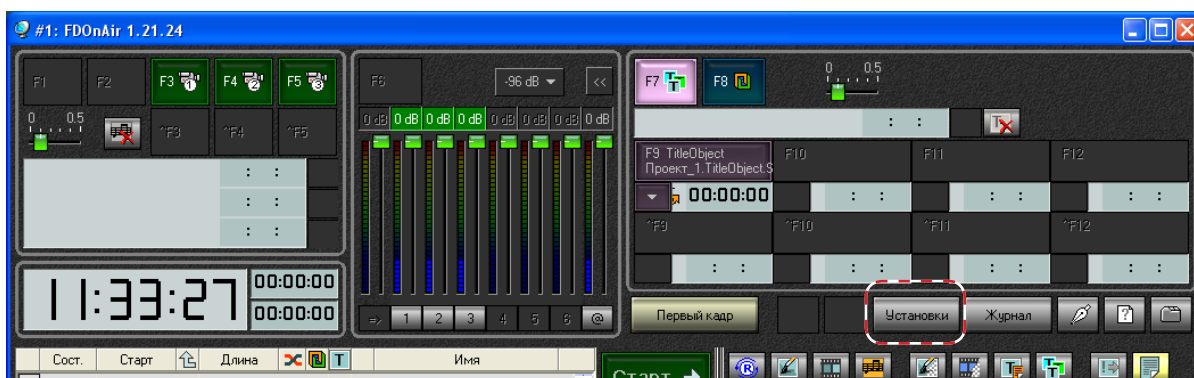 #1: FDOnAir 1.21.24
F1 F2 F3 1 F4 2 F5 3
0 0.5 ^F3 ^F4 ^F5
: :
: :
: :
11:33:27 00:00:00
00:00:00
F6 -96 dB <<
0 dB 0 dB 0 dB 0 dB 0 dB 0 dB 0 dB 0 dB
=> 1 2 3 4 5 6 @
F7 T F8 0 0.5
: : T
F9 TitleObject F10 F11 F12
Проект_1.TitleObject.S
00:00:00 : : : : : :
^F9 ^F10 ^F11 ^F12
: : : : : : : :
Первый кадр Установки Журнал ?
Сост. Старт Длина T Имя
Старт ® T T